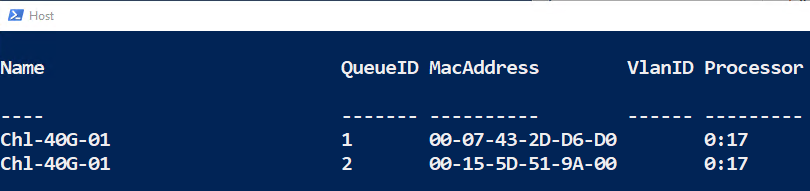 Host
Name QueueID MacAddress VlanID Processor
---- ------- ---------- ------ ---------
Chl-40G-01 1 00-07-43-2D-D6-D0 0:17
Chl-40G-01 2 00-15-5D-51-9A-00 0:17